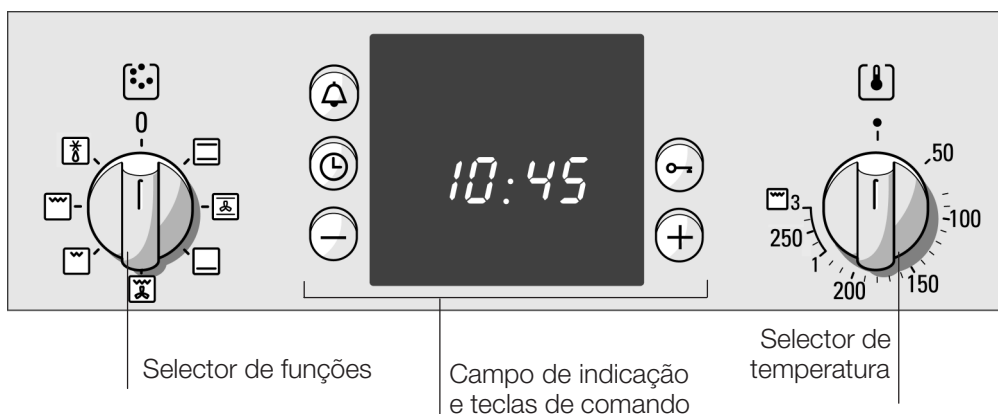 0
10:45
50
100
150
200
250
1
3
Selector de funções
Campo de indicação
e teclas de comando
Selector de
temperatura